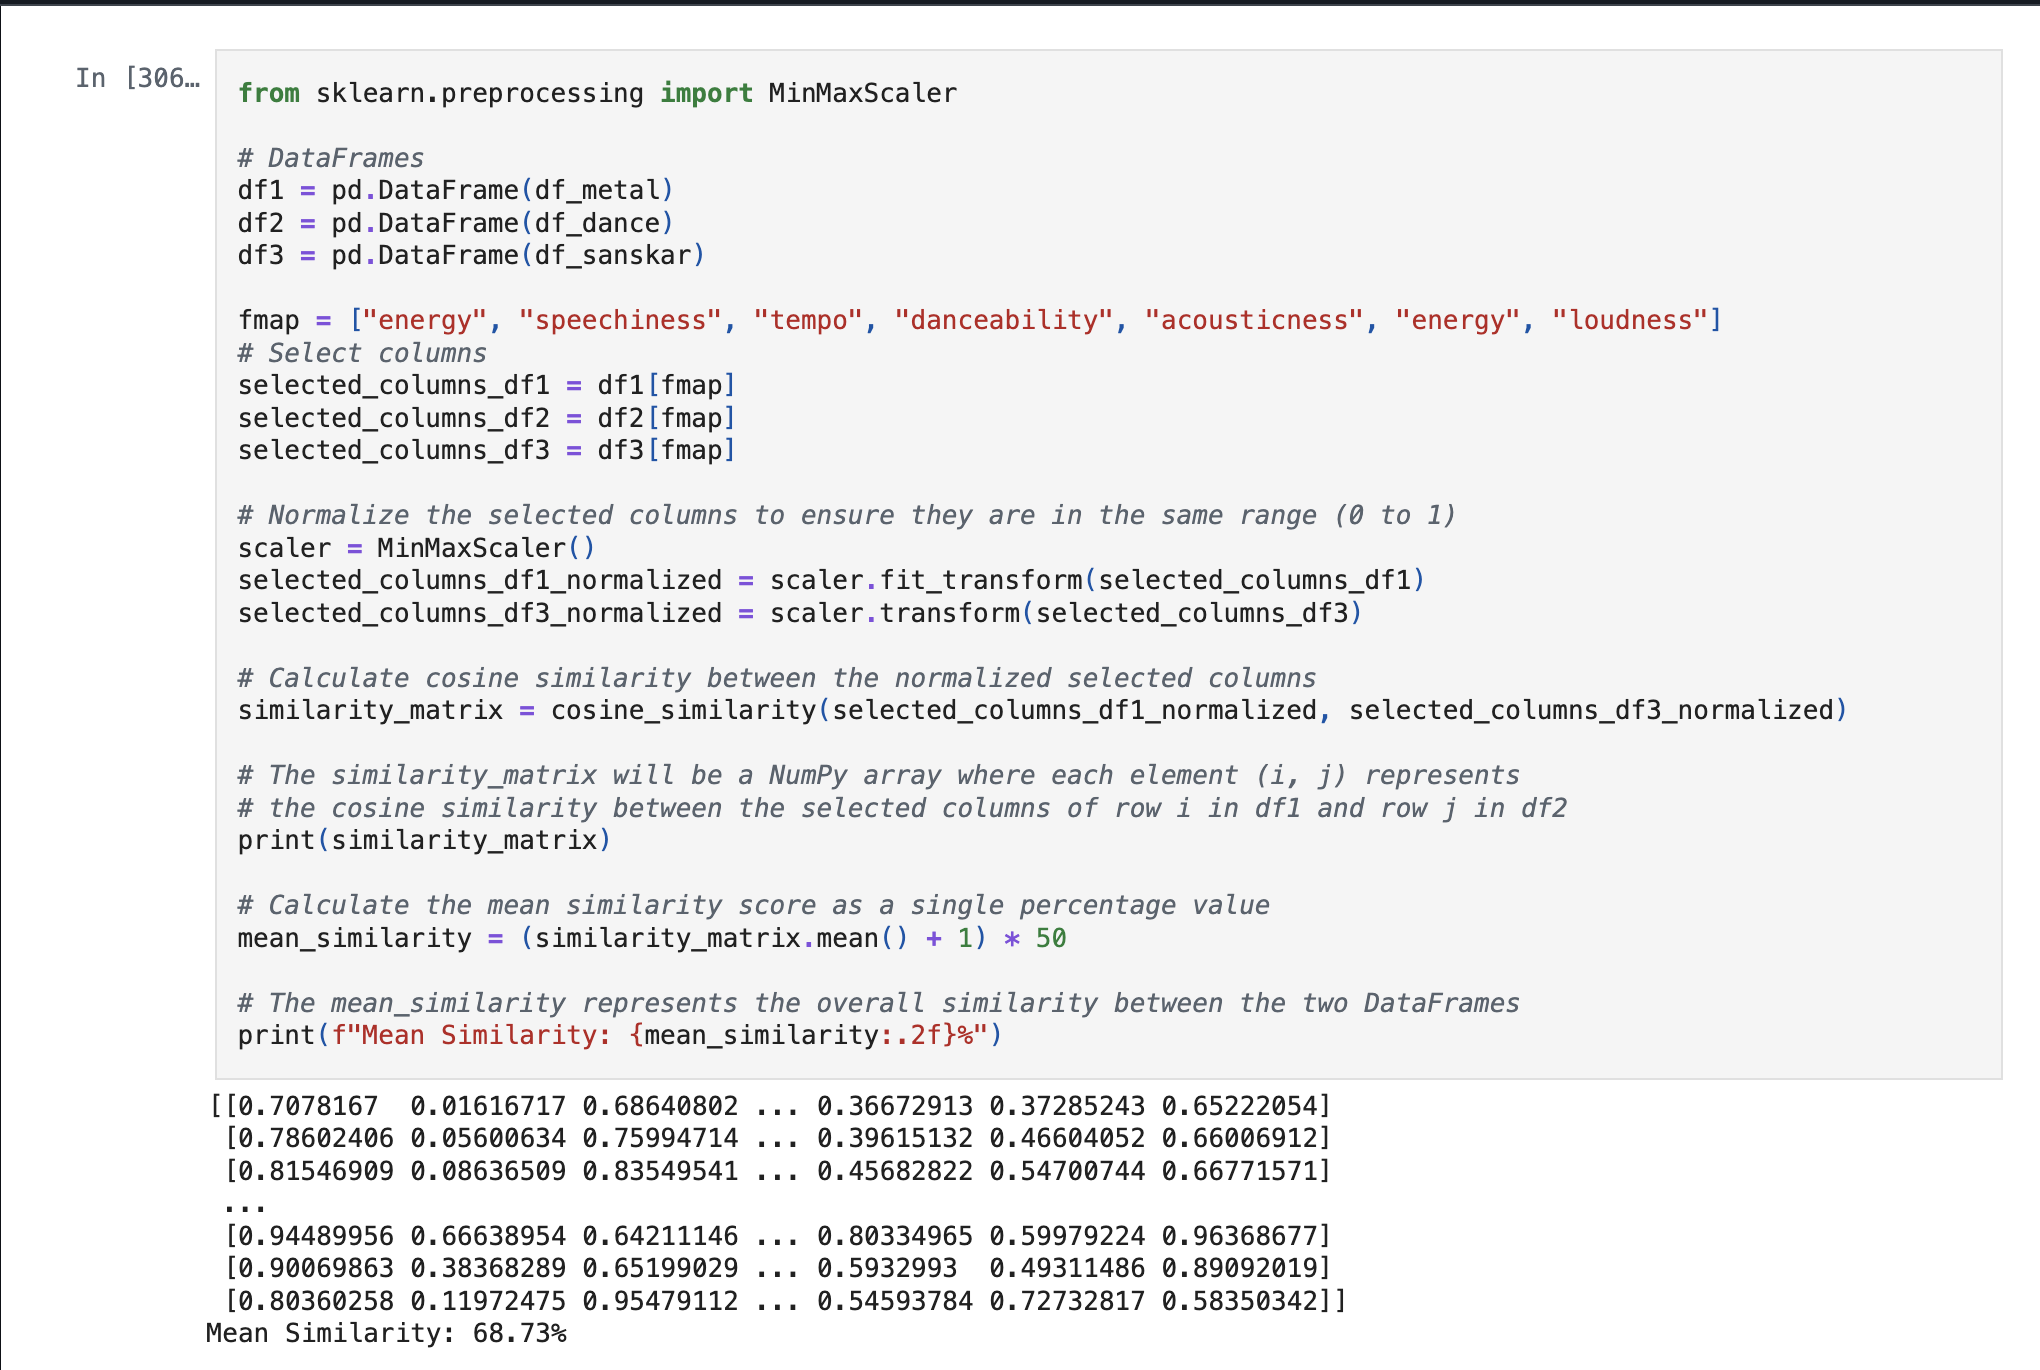 In [306…
from sklearn.preprocessing import MinMaxScaler
# DataFrames
df1 = pd.DataFrame(df_metal)
df2 = pd.DataFrame(df_dance)
df3 = pd.DataFrame(df_sanskar)
fmap = ["energy", "speechiness", "tempo", "danceability", "acousticness", "energy", "loudness"]
# Select columns
selected_columns_df1 = df1[fmap]
selected_columns_df2 = df2[fmap]
selected_columns_df3 = df3[fmap]
# Normalize the selected columns to ensure they are in the same range (0 to 1)
scaler = MinMaxScaler()
selected_columns_df1_normalized = scaler.fit_transform(selected_columns_df1)
selected_columns_df3_normalized = scaler.transform(selected_columns_df3)
# Calculate cosine similarity between the normalized selected columns
similarity_matrix = cosine_similarity(selected_columns_df1_normalized, selected_columns_df3_normalized)
# The similarity_matrix will be a NumPy array where each element (i, j) represents
# the cosine similarity between the selected columns of row i in df1 and row j in df2
print(similarity_matrix)
# Calculate the mean similarity score as a single percentage value
mean_similarity = (similarity_matrix.mean() + 1) * 50
# The mean_similarity represents the overall similarity between the two DataFrames
print(f"Mean Similarity: {mean_similarity:.2f}%")
[[0.7078167  0.01616717 0.68640802 ... 0.36672913 0.37285243 0.65222054]
[0.78602406 0.05600634 0.75994714 ... 0.39615132 0.46604052 0.66006912]
[0.81546909 0.08636509 0.83549541 ... 0.45682822 0.54700744 0.66771571]
...
[0.94489956 0.66638954 0.64211146 ... 0.80334965 0.59979224 0.96368677]
[0.90069863 0.38368289 0.65199029 ... 0.5932993  0.49311486 0.89092019]
[0.80360258 0.11972475 0.95479112 ... 0.54593784 0.72732817 0.58350342]]
Mean Similarity: 68.73%